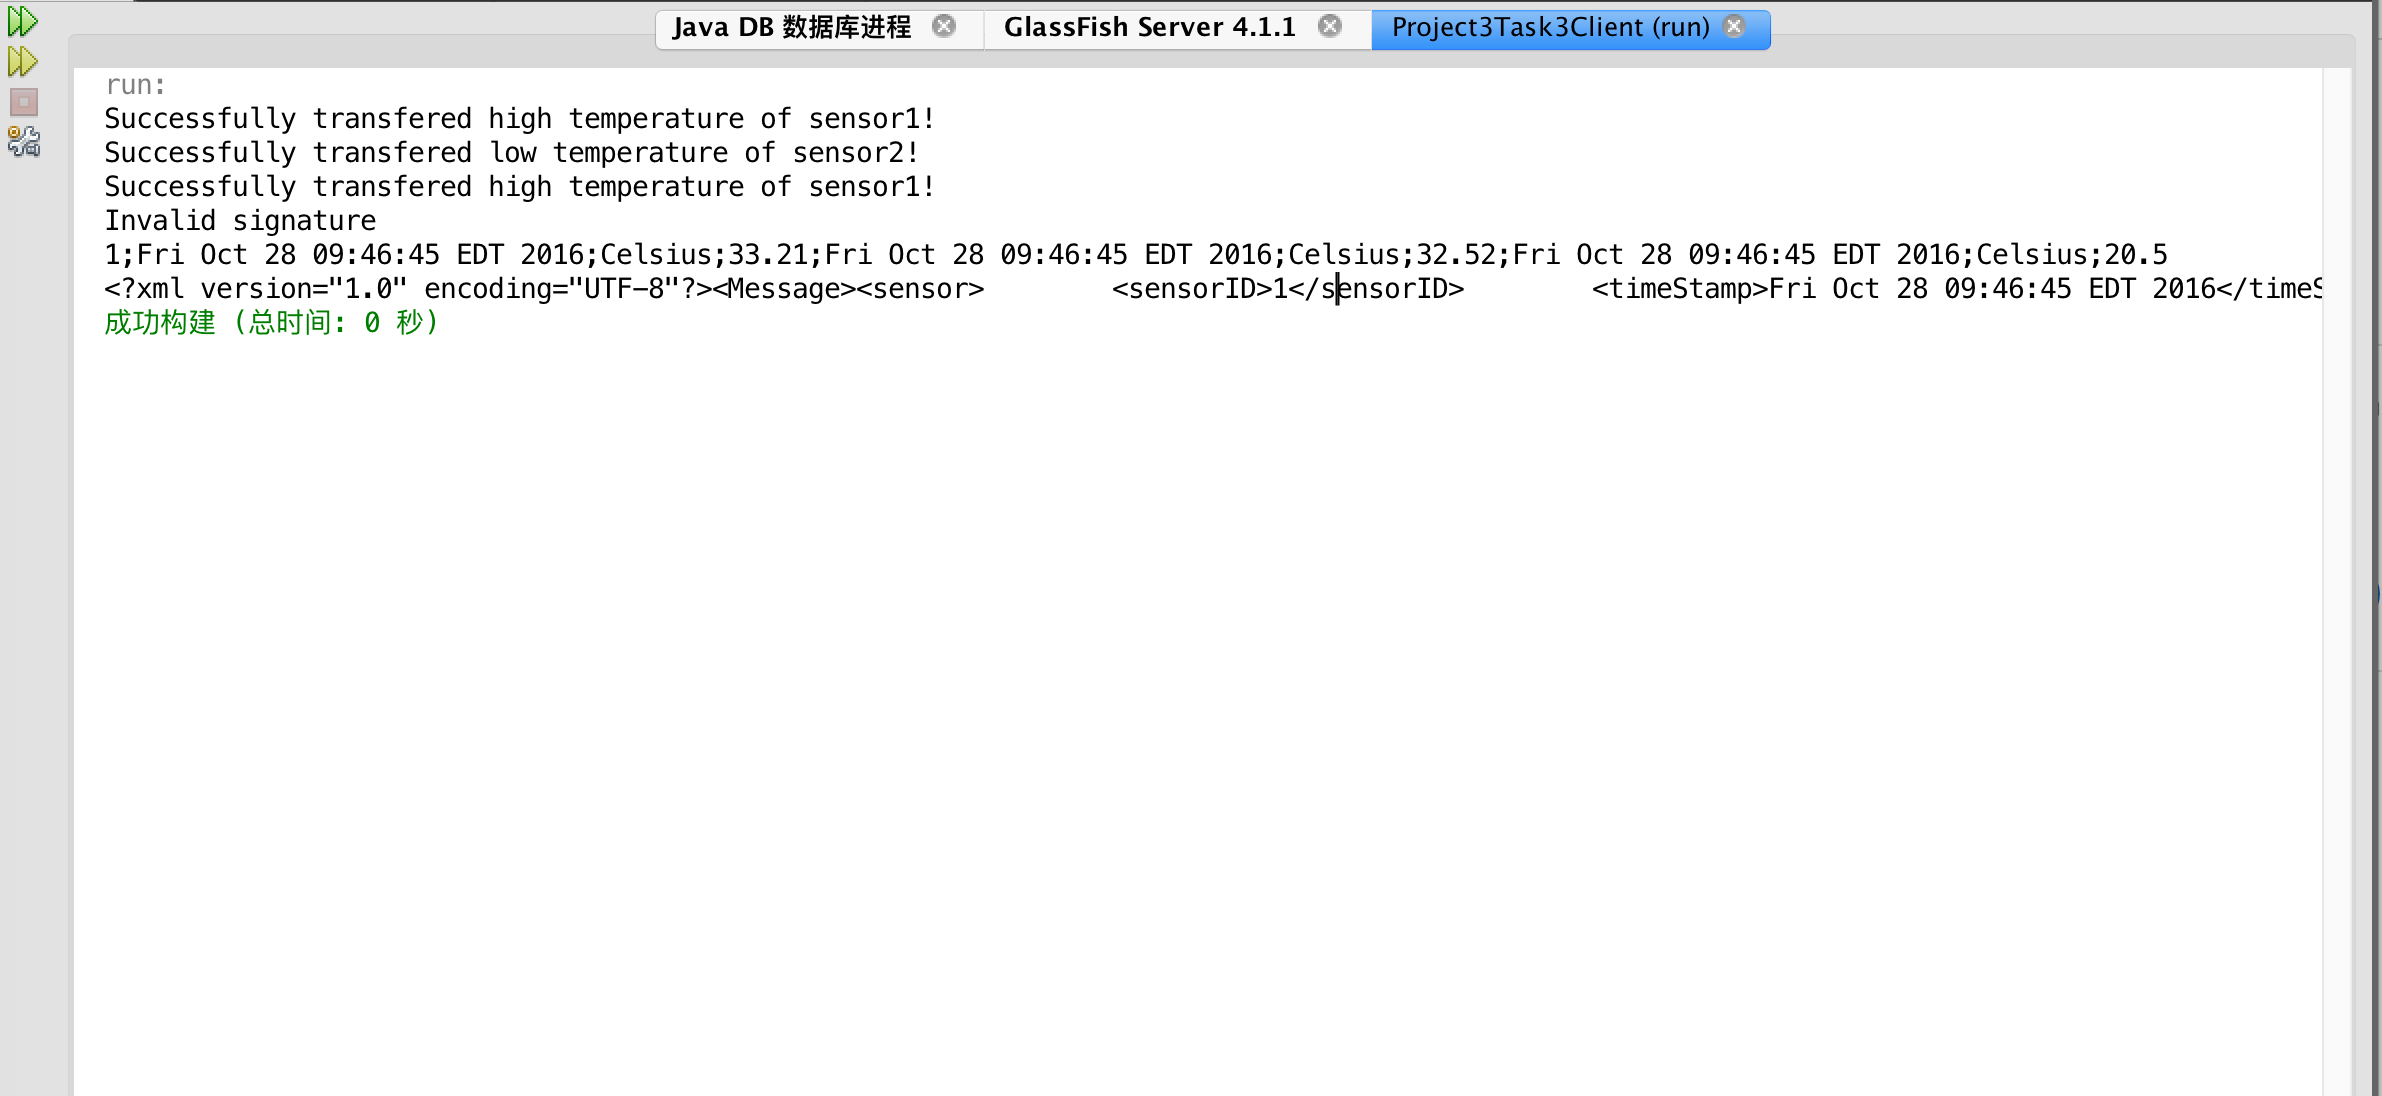 Java DB 数据库进程 GlassFish Server 4.1.1 Project3Task3Client (run)
run:
Successfully transfered high temperature of sensor1!
Successfully transfered low temperature of sensor2!
Successfully transfered high temperature of sensor1!
Invalid signature
1;Fri Oct 28 09:46:45 EDT 2016;Celsius;33.21;Fri Oct 28 09:46:45 EDT 2016;Celsius;32.52;Fri Oct 28 09:46:45 EDT 2016;Celsius;20.5
<?xml version="1.0" encoding="UTF-8"?><Message><sensor>        <sensorID>1</sensorID>        <timeStamp>Fri Oct 28 09:46:45 EDT 2016</timeS
成功构建 (总时间: 0 秒)